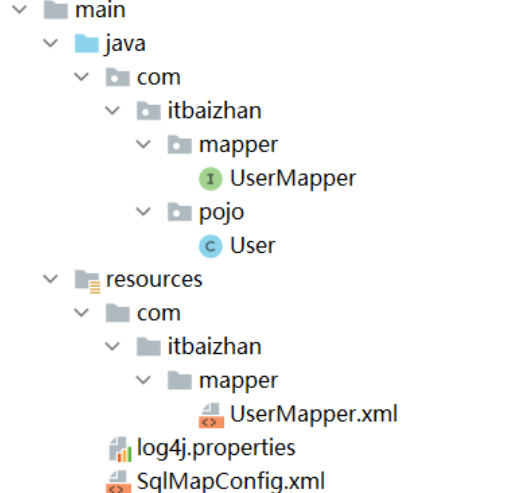 main
java
com
itbaizhan
mapper
I UserMapper
pojo
C User
resources
com
itbaizhan
mapper
<> UserMapper.xml
log4j.properties
<> SqlMapConfig.xml